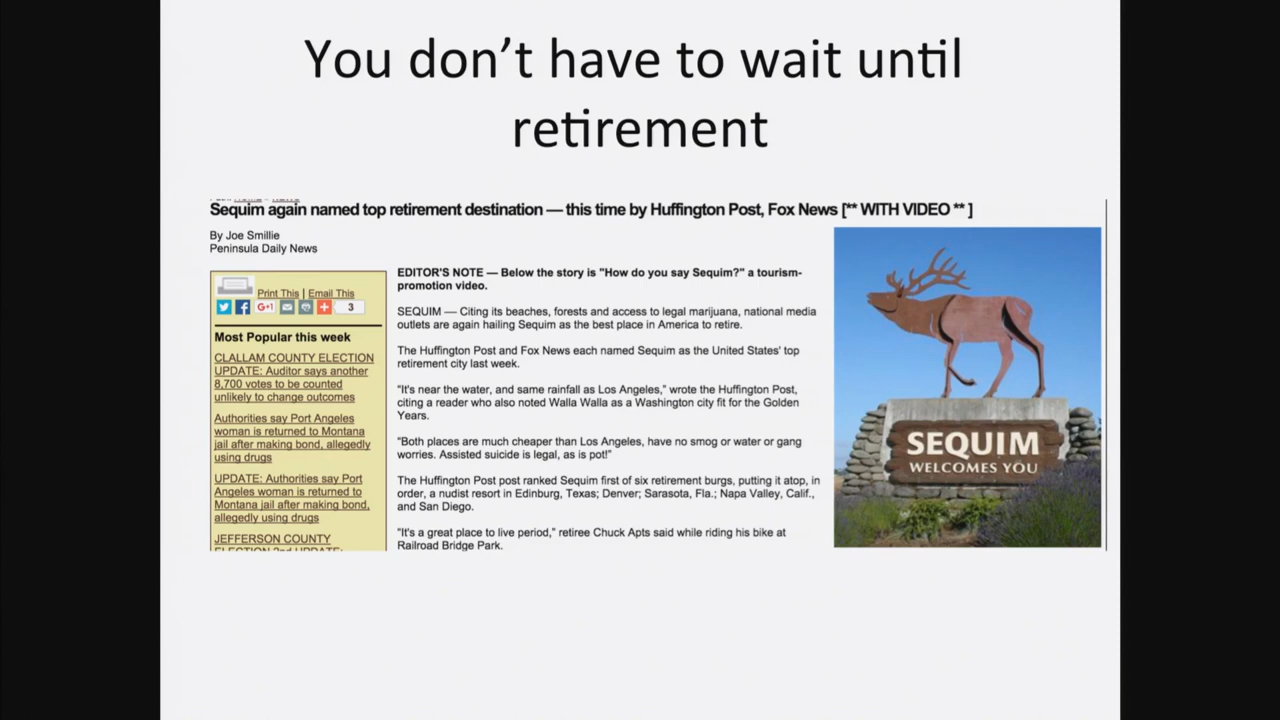 You don't have to wait until
retirement
Sequim again named top retirement destination — this time by Huffington Post, Fox News [** WITH VIDEO ** ]
By Joe Smillie
Peninsula Daily News
Print This | Email This
G+1
3
Most Popular this week
CLALLAM COUNTY ELECTION
UPDATE: Auditor says another
8,700 votes to be counted
unlikely to change outcomes
Authorities say Port Angeles
woman is returned to Montana
jail after making bond, allegedly
using drugs
UPDATE: Authorities say Port
Angeles woman is returned to
Montana jail after making bond,
allegedly using drugs
JEFFERSON COUNTY
ELECTION 2nd UPDATE:
EDITOR'S NOTE — Below the story is "How do you say Sequim?" a tourism-
promotion video.
SEQUIM — Citing its beaches, forests and access to legal marijuana, national media
outlets are again hailing Sequim as the best place in America to retire.
The Huffington Post and Fox News each named Sequim as the United States' top
retirement city last week.
"It's near the water, and same rainfall as Los Angeles," wrote the Huffington Post,
citing a reader who also noted Walla Walla as a Washington city fit for the Golden
Years.
"Both places are much cheaper than Los Angeles, have no smog or water or gang
worries. Assisted suicide is legal, as is pot!"
The Huffington Post post ranked Sequim first of six retirement burgs, putting it atop, in
order, a nudist resort in Edinburg, Texas; Denver; Sarasota, Fla.; Napa Valley, Calif.,
and San Diego.
"It's a great place to live period," retiree Chuck Apts said while riding his bike at
Railroad Bridge Park.
SEQUIM
WELCOMES YOU